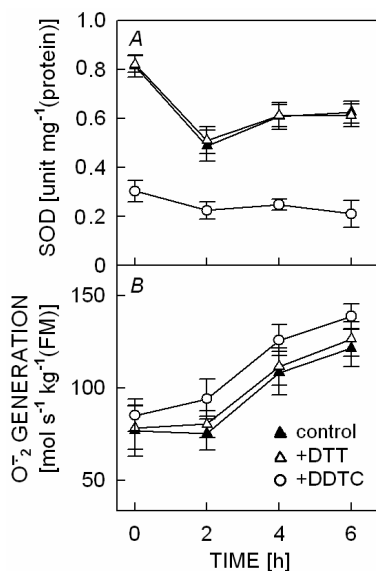 A
SOD [unit mg⁻¹(protein)]
1.0
0.8
0.6
0.4
0.2
0
B
O₂⁻· GENERATION
[mol s⁻¹ kg⁻¹(FM)]
150
100
50
control
+DTT
+DDTC
0 2 4 6
TIME [h]